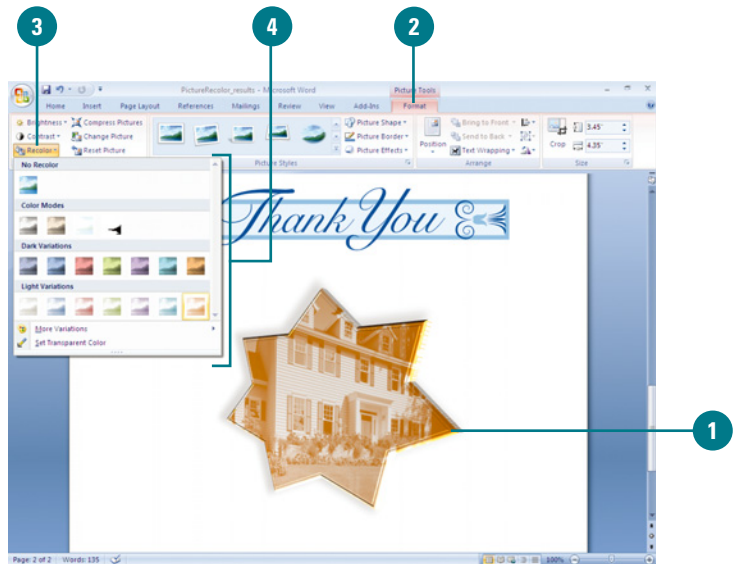 3
4
2
PictureRecolor_results - Microsoft Word
Picture Tools
Home Insert Page Layout References Mailings Review View Add-Ins Format
Brightness Compress Pictures Picture Shape Bring to Front 3.45"
Contrast Change Picture Picture Border Send to Back 4.35"
Recolor Reset Picture Picture Effects Position Text Wrapping Crop
Picture Styles Arrange Size
No Recolor
Color Modes
Dark Variations
Light Variations
More Variations
Set Transparent Color
Thank You
1
Page: 2 of 2 Words: 135 100%